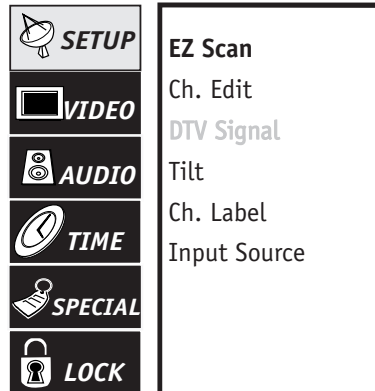 SETUP
VIDEO
AUDIO
TIME
SPECIAL
LOCK
EZ Scan
Ch. Edit
DTV Signal
Tilt
Ch. Label
Input Source